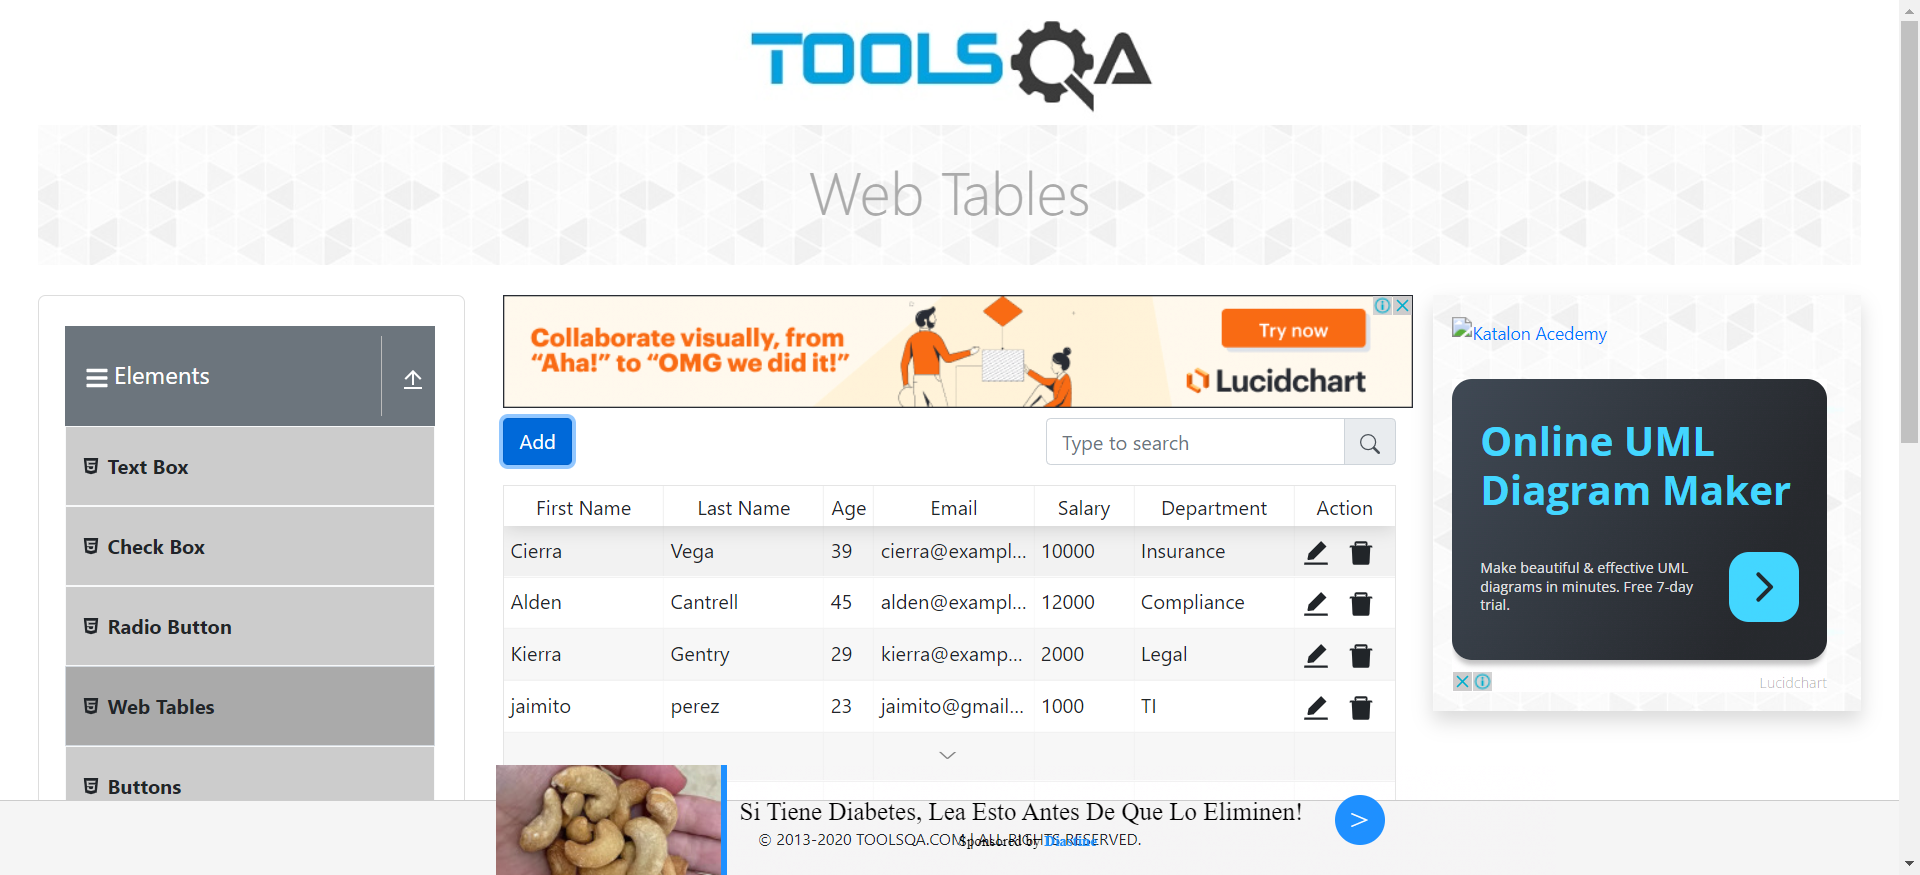 TOOLSQA
Web Tables
Elements
Text Box
Check Box
Radio Button
Web Tables
Buttons
Collaborate visually, from
“Aha!” to “OMG we did it!”
Try now
Lucidchart
Add
Type to search
First Name Last Name Age Email Salary Department Action
Cierra Vega 39 cierra@exampl... 10000 Insurance
Alden Cantrell 45 alden@exampl... 12000 Compliance
Kierra Gentry 29 kierra@examp... 2000 Legal
jaimito perez 23 jaimito@gmail... 1000 TI
Katalon Acedemy
Online UML
Diagram Maker
Make beautiful & effective UML
diagrams in minutes. Free 7-day
trial.
Lucidchart
Si Tiene Diabetes, Lea Esto Antes De Que Lo Eliminen!
© 2013-2020 TOOLSQA.COM | ALL RIGHTS RESERVED.
Sponsored by